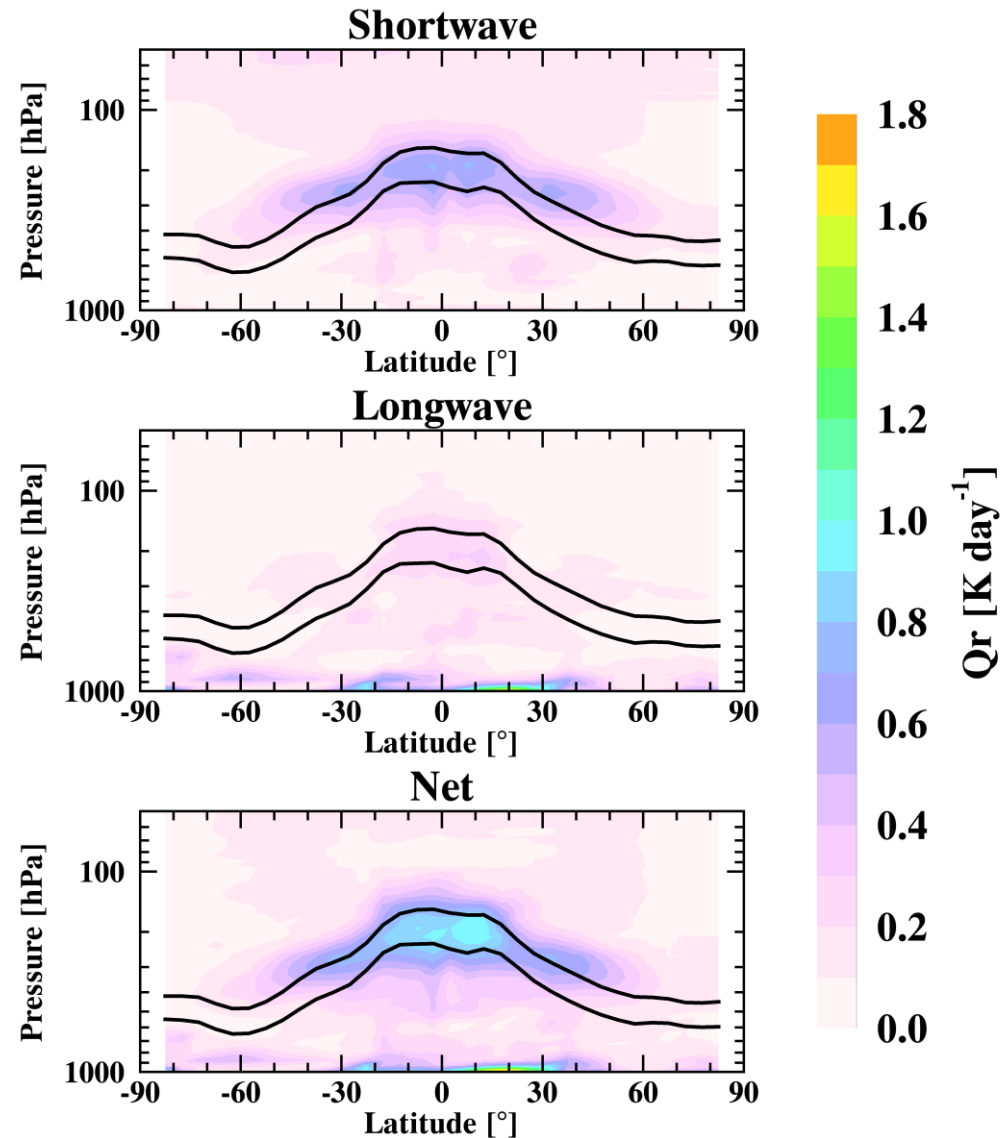 Shortwave
Pressure [hPa]
100
1000
-90 -60 -30 0 30 60 90
Latitude [°]
Longwave
Pressure [hPa]
100
1000
-90 -60 -30 0 30 60 90
Latitude [°]
Net
Pressure [hPa]
100
1000
-90 -60 -30 0 30 60 90
Latitude [°]
1.8
1.6
1.4
1.2
1.0
0.8
0.6
0.4
0.2
0.0
Qr [K day⁻¹]